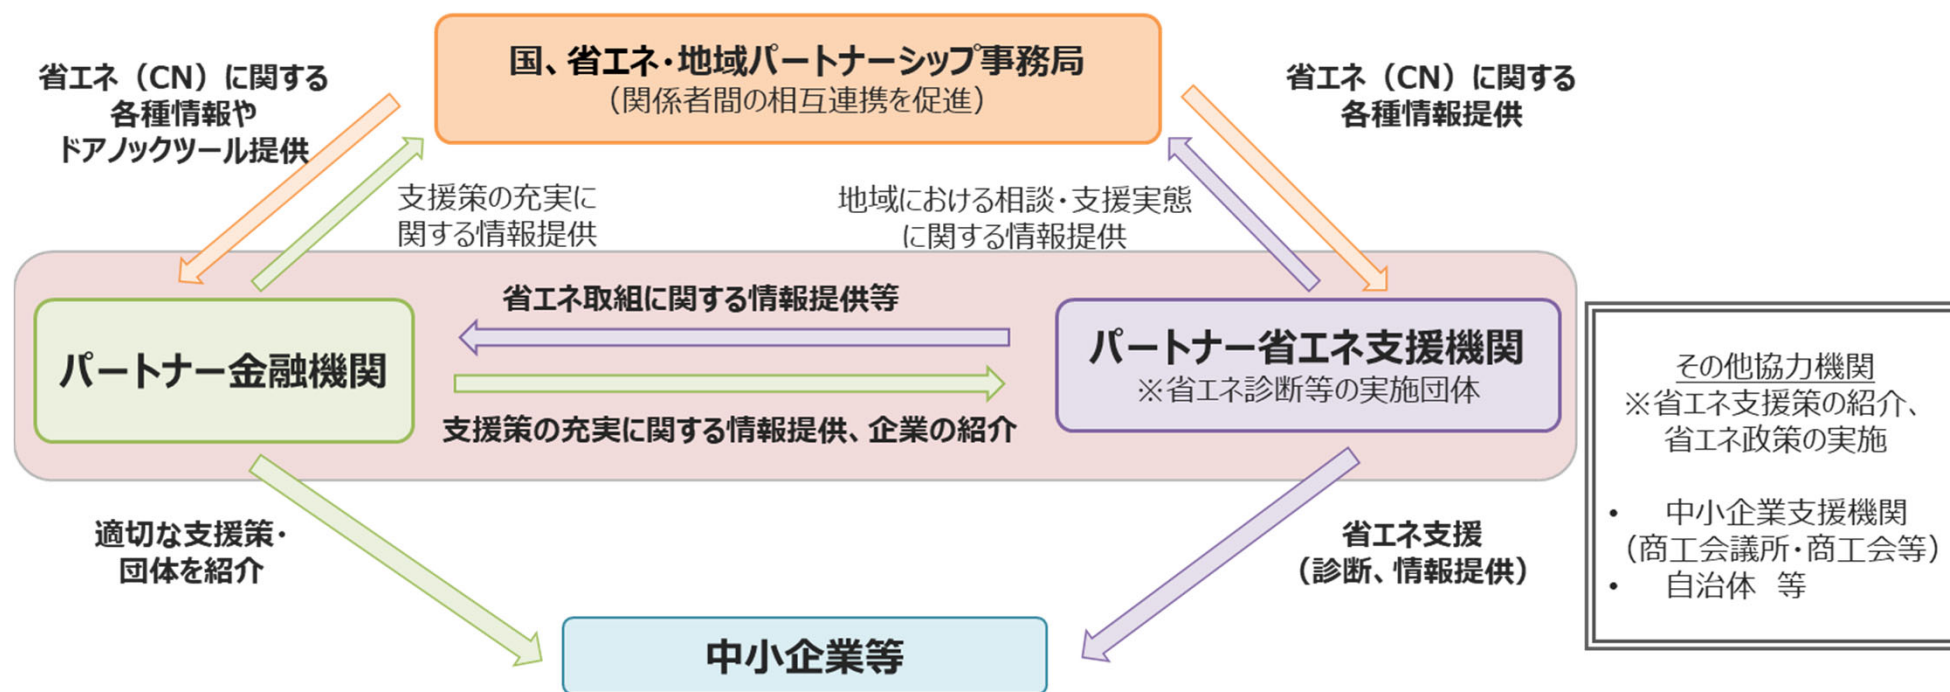 国、省エネ・地域パートナーシップ事務局
（関係者間の相互連携を促進）
省エネ（CN）に関する
各種情報や
ドアノックツール提供
省エネ（CN）に関する
各種情報提供
支援策の充実に
関する情報提供
地域における相談・支援実態
に関する情報提供
省エネ取組に関する情報提供等
パートナー金融機関
パートナー省エネ支援機関
※省エネ診断等の実施団体
支援策の充実に関する情報提供、企業の紹介
その他協力機関
※省エネ支援策の紹介、
省エネ政策の実施
• 中小企業支援機関
（商工会議所・商工会等）
• 自治体 等
適切な支援策・
団体を紹介
省エネ支援
（診断、情報提供）
中小企業等